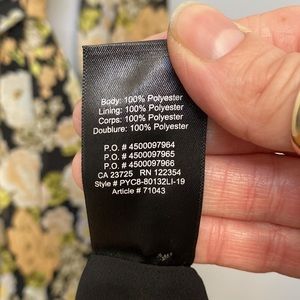 Body: 100% Polyester
Lining: 100% Polyester
Corps: 100% Polyester
Doublure: 100% Polyester
P.O. # 4500097964
P.O. # 4500097965
P.O. # 4500097966
CA 23725 RN 122354
Style # PYC8-80132LI-19
Article # 71043